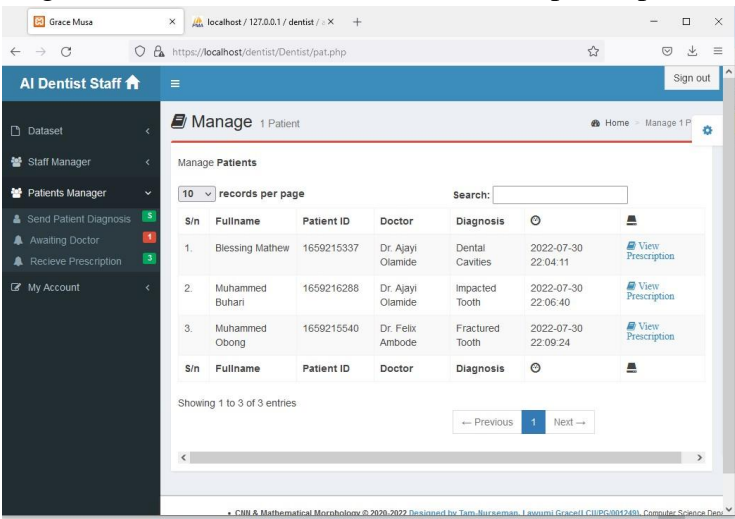 Grace Musa
localhost / 127.0.0.1 / dentist /
https://localhost/dentist/Dentist/pat.php
AI Dentist Staff
Sign out
Manage 1 Patient
Home > Manage 1 P
Dataset
Staff Manager
Patients Manager
Send Patient Diagnosis S
Awaiting Doctor 1
Recieve Prescription 3
My Account
Manage Patients
10 records per page
Search:
S/n Fullname Patient ID Doctor Diagnosis
1. Blessing Mathew 1659215337 Dr. Ajayi Olamide Dental Cavities 2022-07-30 22:04:11 View Prescription
2. Muhammed Buhari 1659216288 Dr. Ajayi Olamide Impacted Tooth 2022-07-30 22:06:40 View Prescription
3. Muhammed Obong 1659215540 Dr. Felix Ambode Fractured Tooth 2022-07-30 22:09:24 View Prescription
S/n Fullname Patient ID Doctor Diagnosis
Showing 1 to 3 of 3 entries
← Previous 1 Next →
• CNN & Mathematical Morphology © 2020-2022 Designed by Tam-Nurseman, Lawumi Grace( Computer Science